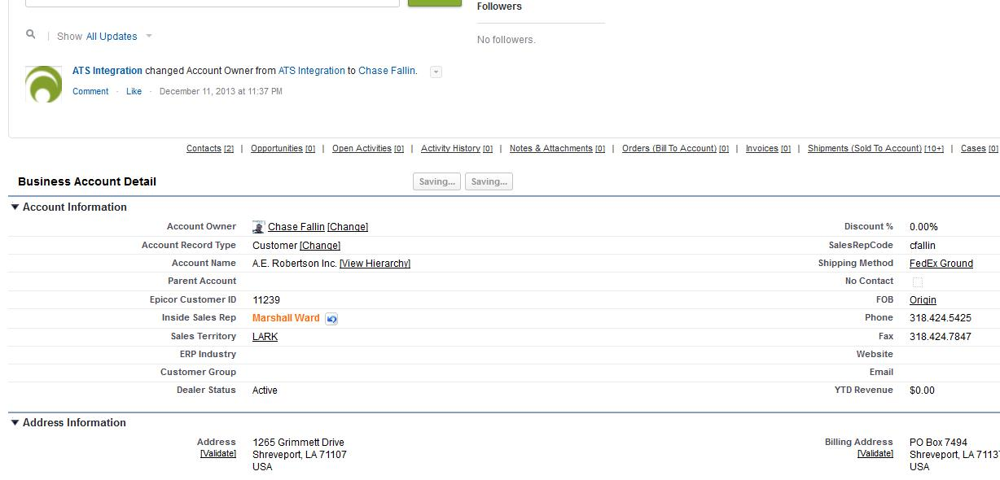 Followers
Show All Updates
No followers.
ATS Integration changed Account Owner from ATS Integration to Chase Fallin.
Comment · Like · December 11, 2013 at 11:37 PM
Contacts [2] | Opportunities [0] | Open Activities [0] | Activity History [0] | Notes & Attachments [0] | Orders (Bill To Account) [0] | Invoices [0] | Shipments (Sold To Account) [10+] | Cases [0]
Business Account Detail Saving... Saving...
Account Information
Account Owner Chase Fallin [Change] Discount % 0.00%
Account Record Type Customer [Change] SalesRepCode cfallin
Account Name A.E. Robertson Inc. [View Hierarchy] Shipping Method FedEx Ground
Parent Account No Contact
Epicor Customer ID 11239 FOB Origin
Inside Sales Rep Marshall Ward Phone 318.424.5425
Sales Territory LARK Fax 318.424.7847
ERP Industry Website
Customer Group Email
Dealer Status Active YTD Revenue $0.00
Address Information
Address 1265 Grimmett Drive Billing Address PO Box 7494
[Validate] Shreveport, LA 71107 [Validate] Shreveport, LA 7113
USA USA